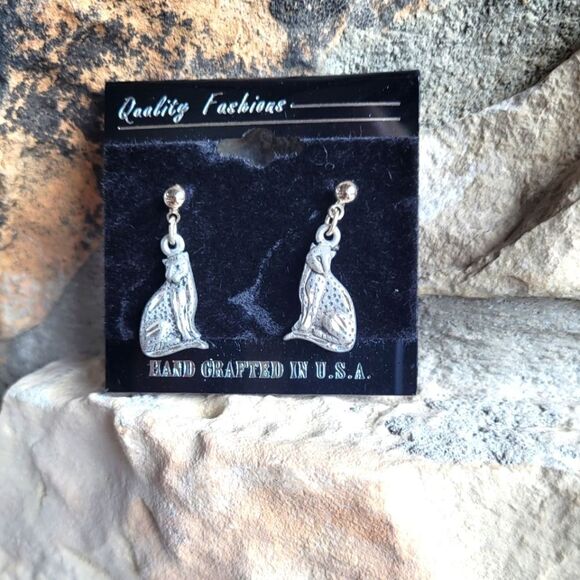 Quality Fashions
HAND CRAFTED IN U.S.A.